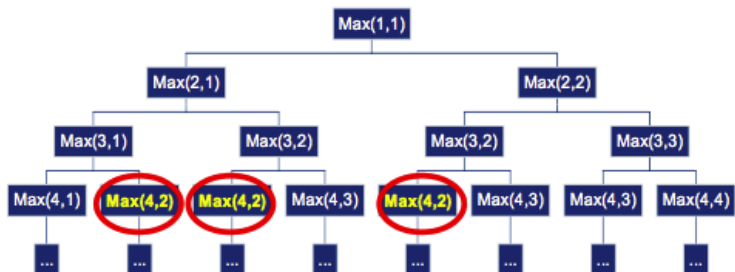 Max(1,1)
Max(2,1) Max(2,2)
Max(3,1) Max(3,2) Max(3,2) Max(3,3)
Max(4,1) Max(4,2) Max(4,2) Max(4,3) Max(4,2) Max(4,3) Max(4,3) Max(4,4)
... ... ... ... ... ... ... ...